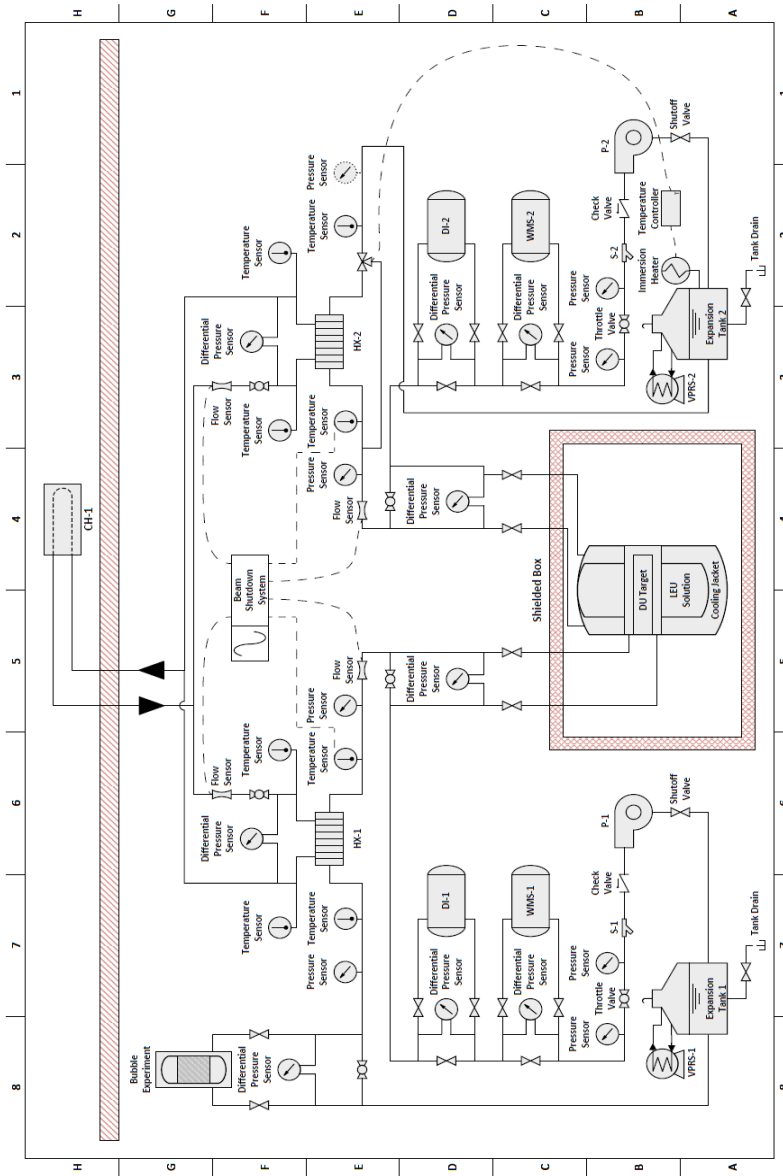 8
7
6
5
4
3
2
1
H
H
CH-1
G
G
Bubble
Experiment
F
F
Differential
Pressure
Sensor
Temperature
Sensor
Differential
Pressure
Sensor
Flow
Sensor
Temperature
Sensor
Beam
Shutdown
System
Temperature
Sensor
Flow
Sensor
Differential
Pressure
Sensor
Temperature
Sensor
E
E
Pressure
Sensor
Temperature
Sensor
HX-1
Temperature
Sensor
Pressure
Sensor
Flow
Sensor
Flow
Sensor
Pressure
Sensor
Temperature
Sensor
HX-2
Temperature
Sensor
Pressure
Sensor
D
D
Differential
Pressure
Sensor
DI-1
Differential
Pressure
Sensor
Differential
Pressure
Sensor
Differential
Pressure
Sensor
DI-2
C
C
Differential
Pressure
Sensor
WMS-1
Shielded Box
Differential
Pressure
Sensor
WMS-2
B
B
Pressure
Sensor
Throttle
Valve
Pressure
Sensor
S-1
Check
Valve
P-1
DU Target
LEU
Solution
Cooling Jacket
Pressure
Sensor
Throttle
Valve
Pressure
Sensor
S-2
Check
Valve
P-2
Immersion
Heater
Temperature
Controller
Shutoff
Valve
Shutoff
Valve
A
A
VPRS-1
Expansion
Tank 1
Tank Drain
VPRS-2
Expansion
Tank 2
Tank Drain